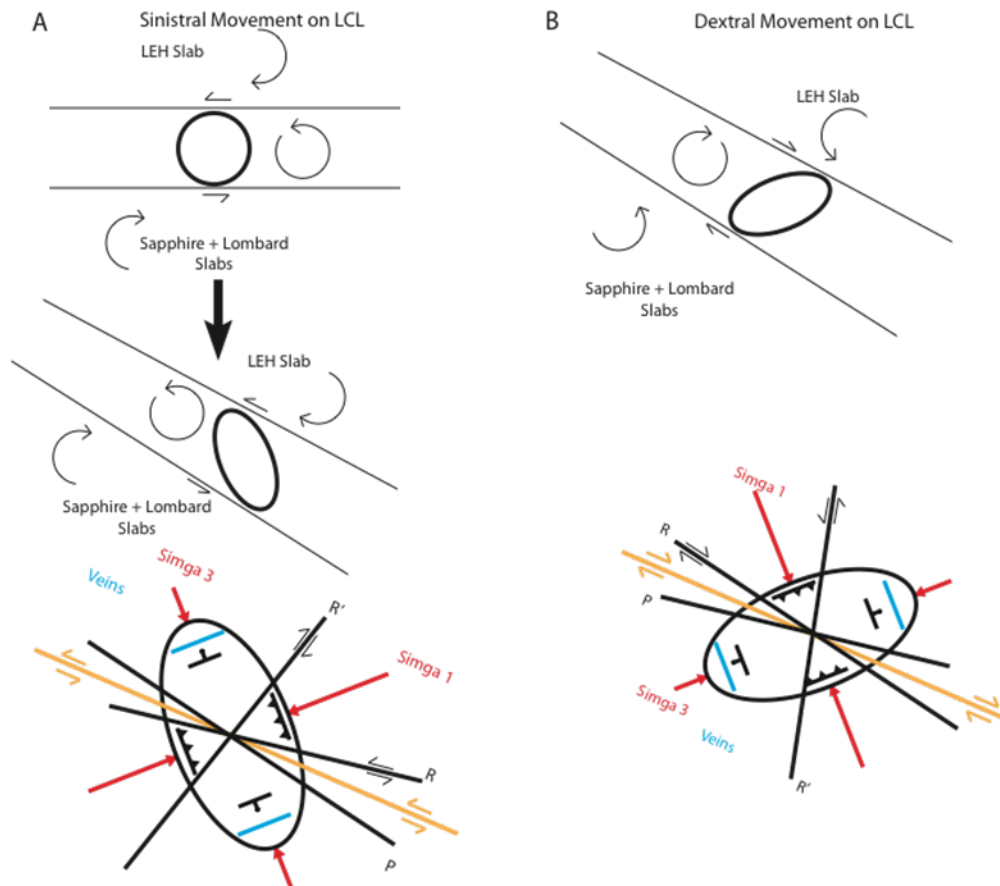 A
Sinistral Movement on LCL
LEH Slab
Sapphire + Lombard
Slabs
LEH Slab
Sapphire + Lombard
Slabs
Simga 3
Veins
R'
Simga 1
R
P
B
Dextral Movement on LCL
LEH Slab
Sapphire + Lombard
Slabs
Simga 1
R
P
Simga 3
Veins
R'